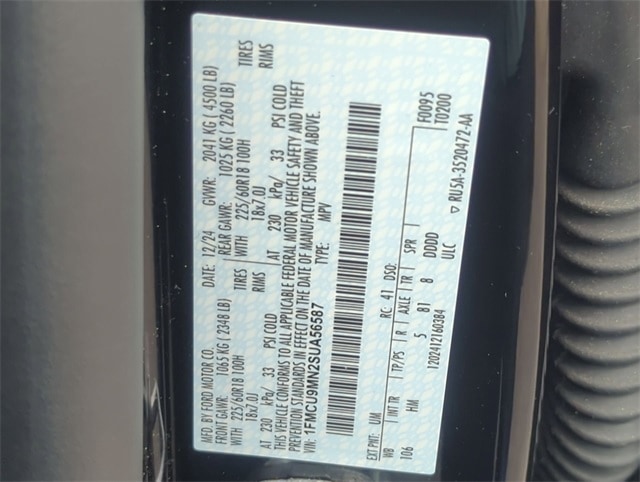 MFD. BY FORD MOTOR CO.   DATE: 12/24   GVWR: 2041 KG ( 4500 LB)
FRONT GAWR: 1065 KG ( 2348 LB)   REAR GAWR: 1025 KG ( 2260 LB)
WITH 225/60R18 100H TIRES   WITH 225/60R18 100H TIRES
18x7.0J RIMS   18x7.0J RIMS
AT 230 kPa/ 33 PSI COLD   AT 230 kPa/ 33 PSI COLD
THIS VEHICLE CONFORMS TO ALL APPLICABLE FEDERAL MOTOR VEHICLE SAFETY AND THEFT
PREVENTION STANDARDS IN EFFECT ON THE DATE OF MANUFACTURE SHOWN ABOVE.
VIN: 1FMCU9MN2SUA56587   TYPE: MPV
F0095
T0200
EXT PNT: UM   RC: 41 DSO:
WB INT TR TP/PS R AXLE TR SPR
106 HM 5 81 8 DDDD
1202412160384 ULC
▽ RU5A-3520472-AA